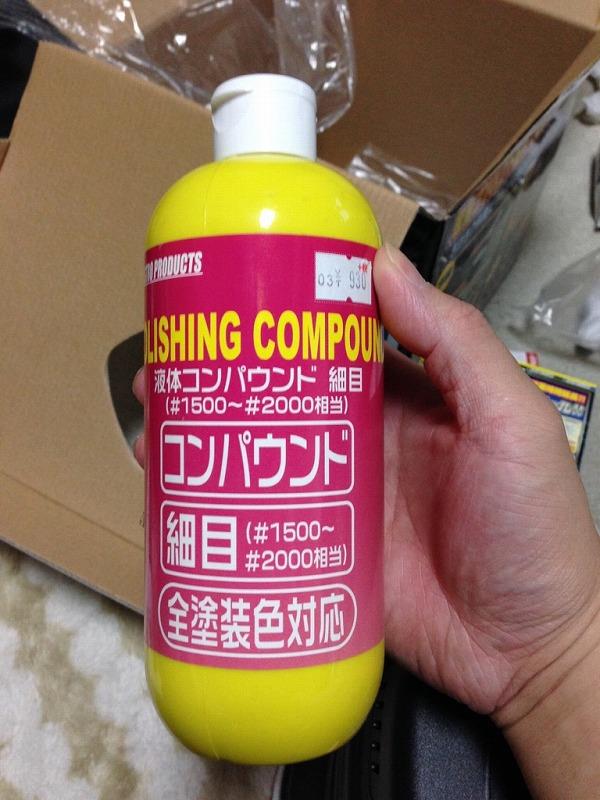 TRO PRODUCTS
03 ¥ 930
OLISHING COMPOUN
液体コンパウンド 細目
(#1500～#2000相当)
コンパウンド
細目 (#1500～
#2000相当)
全塗装色対応